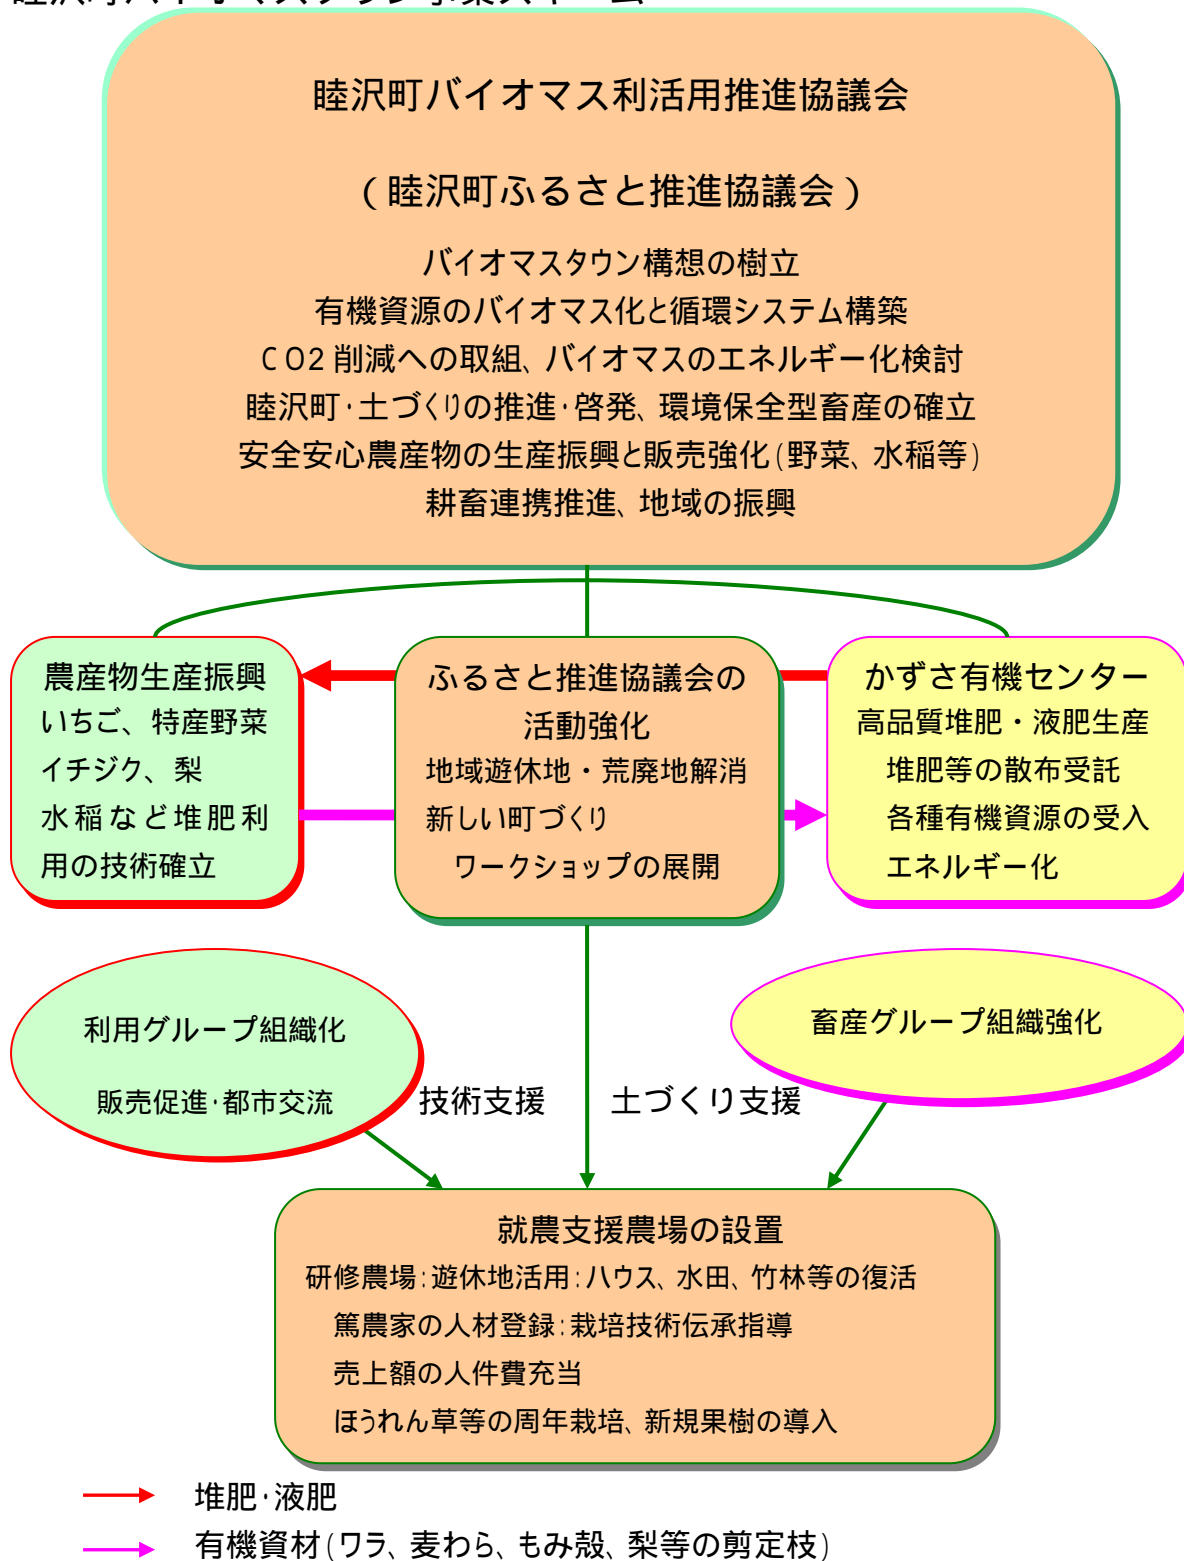 睦沢町バイオマスタウン事業スキーム
睦沢町バイオマス利活用推進協議会
（睦沢町ふるさと推進協議会）
バイオマスタウン構想の樹立
有機資源のバイオマス化と循環システム構築
CO2削減への取組、バイオマスのエネルギー化検討
睦沢町・土づくりの推進・啓発、環境保全型畜産の確立
安全安心農産物の生産振興と販売強化(野菜、水稲等)
耕畜連携推進、地域の振興
農産物生産振興
いちご、特産野菜
イチジク、梨
水稲など堆肥利
用の技術確立
ふるさと推進協議会の
活動強化
地域遊休地・荒廃地解消
新しい町づくり
ワークショップの展開
かずさ有機センター
高品質堆肥・液肥生産
堆肥等の散布受託
各種有機資源の受入
エネルギー化
利用グループ組織化
販売促進・都市交流
畜産グループ組織強化
技術支援
土づくり支援
就農支援農場の設置
研修農場:遊休地活用:ハウス、水田、竹林等の復活
篤農家の人材登録:栽培技術伝承指導
売上額の人件費充当
ほうれん草等の周年栽培、新規果樹の導入
堆肥・液肥
有機資材(ワラ、麦わら、もみ殻、梨等の剪定枝)